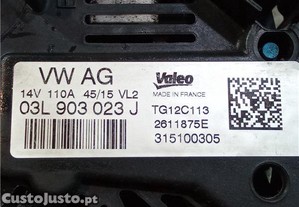 VW AG
14V 110A 45/15 VL2
03L 903 023 J
Valeo
MADE IN FRANCE
TG12C113
2611875E
315100305
CustoJusto.pt